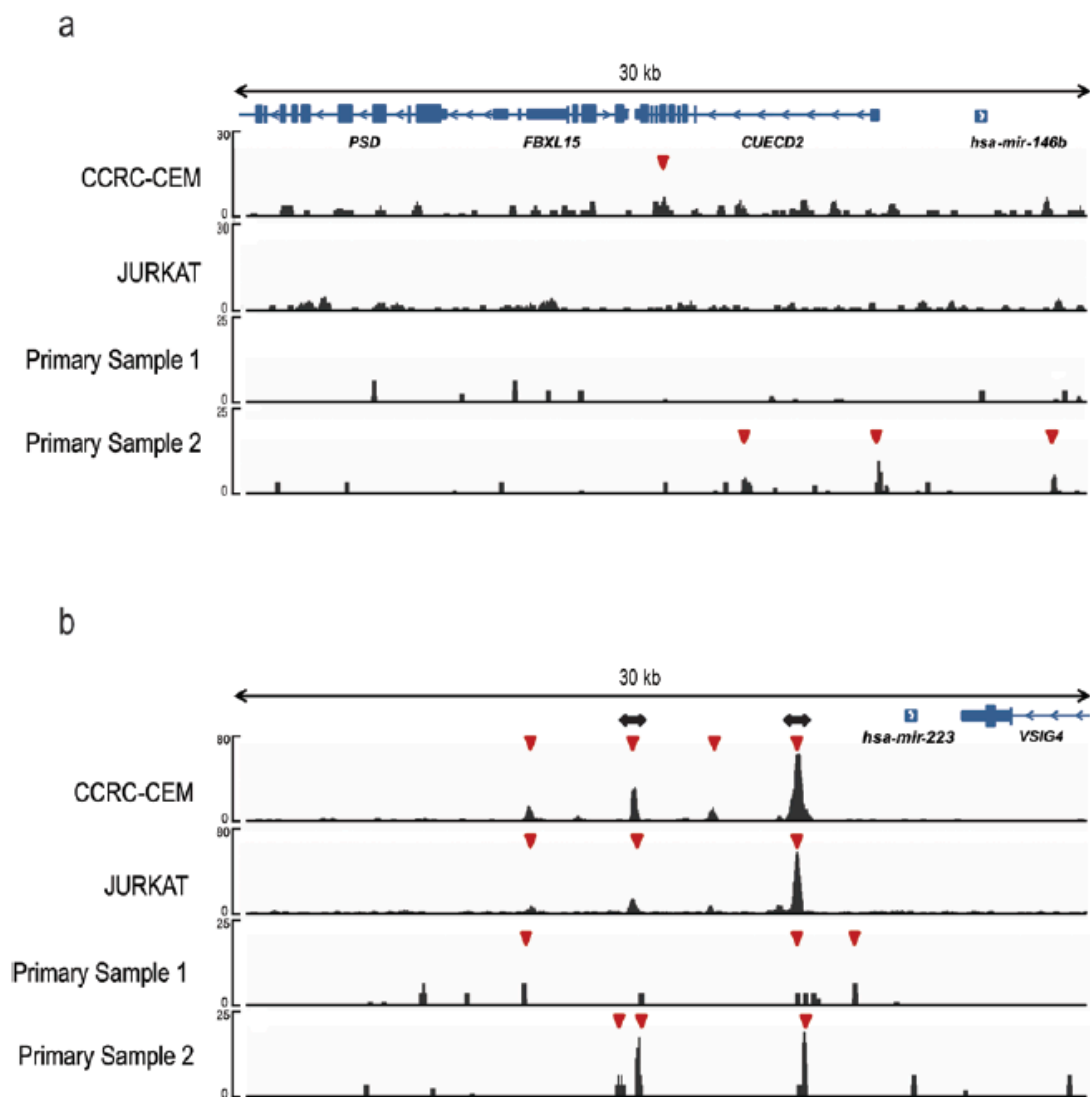 a
30 kb
PSD FBXL15 CUECD2 hsa-mir-146b
30
CCRC-CEM
0
30
JURKAT
0
25
Primary Sample 1
0
25
Primary Sample 2
0
b
30 kb
hsa-mir-223 VSIG4
80
CCRC-CEM
0
80
JURKAT
0
25
Primary Sample 1
0
25
Primary Sample 2
0